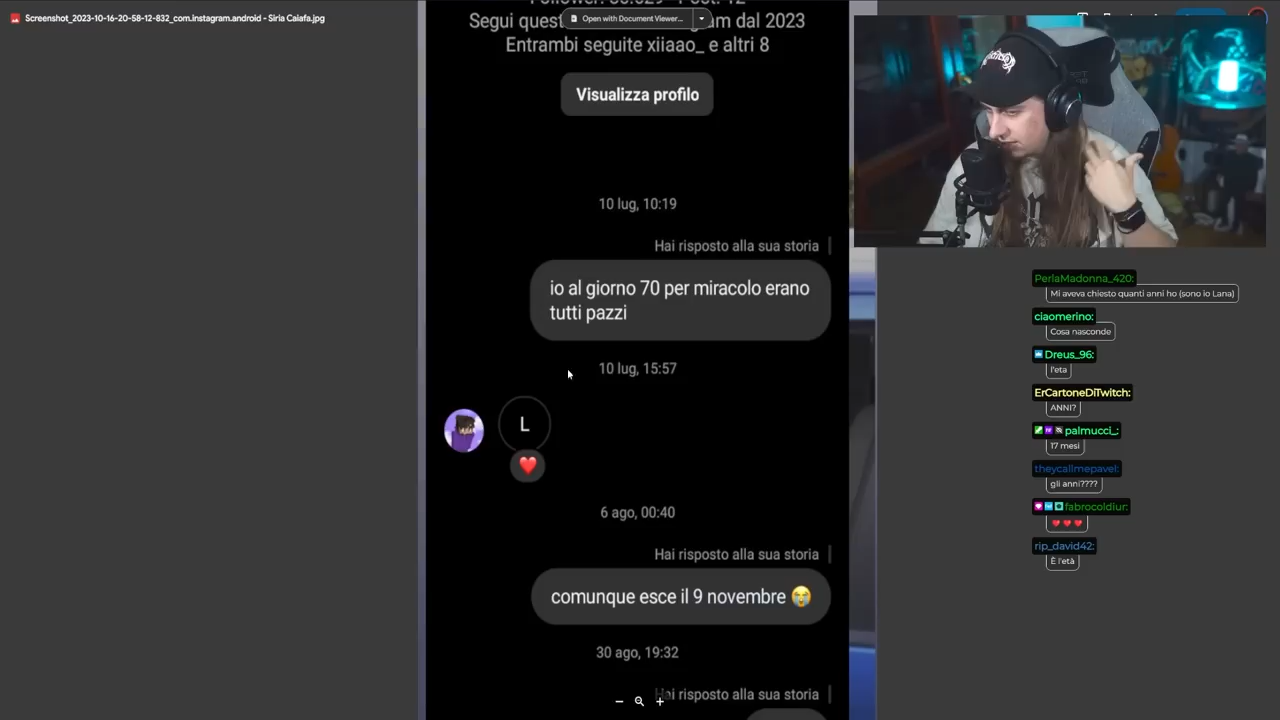 Screenshot_2023-10-16-20-58-12-832_com.instagram.android - Siria Caiafa.jpg
Open with Document Viewer...
Segui quest
am dal 2023
Entrambi seguite xiiaao_ e altri 8
Visualizza profilo
10 lug, 10:19
Hai risposto alla sua storia
io al giorno 70 per miracolo erano
tutti pazzi
10 lug, 15:57
L
6 ago, 00:40
Hai risposto alla sua storia
comunque esce il 9 novembre 😭
30 ago, 19:32
Hai risposto alla sua storia
PerlaMadonna_420:
Mi aveva chiesto quanti anni ho (sono io Lana)
ciaomerino:
Cosa nasconde
Dreus_96:
l'eta
ErCartoneDiTwitch:
ANNI?
palmucci_:
17 mesi
theycallmepavel:
gli anni????
fabrocoldiur:
❤️ ❤️ ❤️
rip_david42:
È l'età